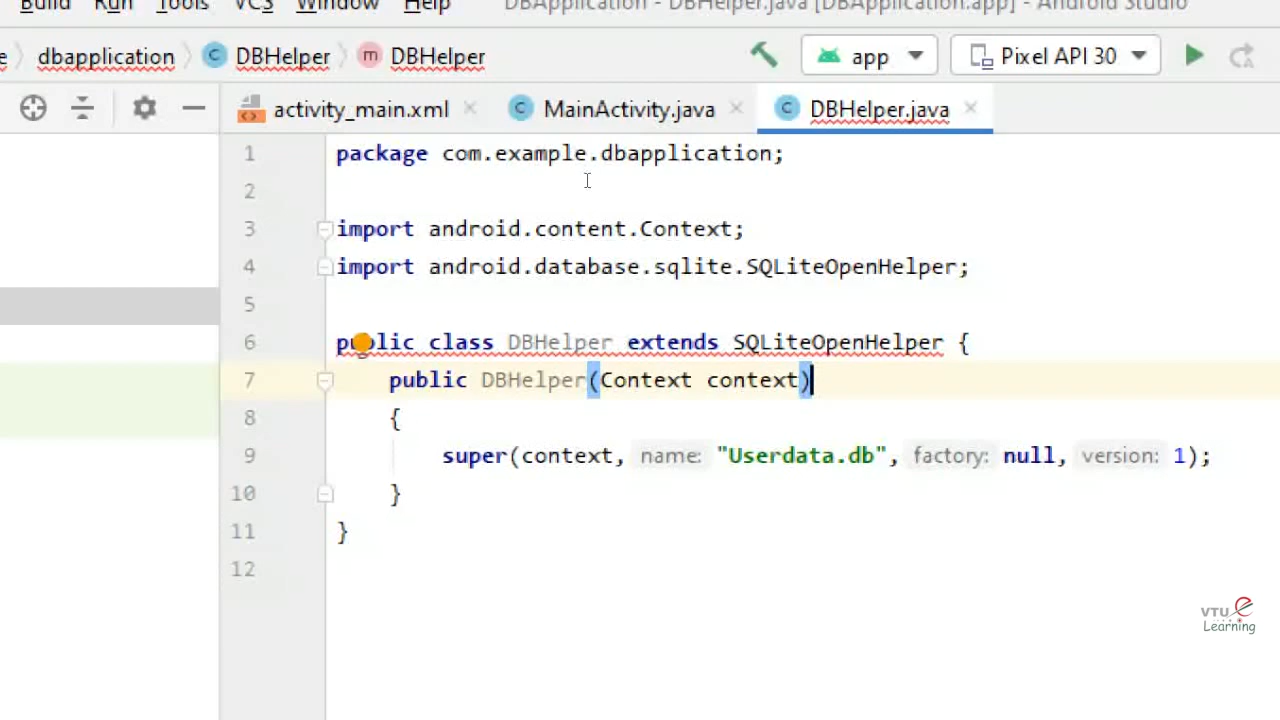 Build Run Tools VCS Window Help DBApplication - DBHelper.java [DBApplication.app] - Android Studio
e dbapplication C DBHelper m DBHelper app Pixel API 30
activity_main.xml C MainActivity.java C DBHelper.java
1 package com.example.dbapplication;
2
3 import android.content.Context;
4 import android.database.sqlite.SQLiteOpenHelper;
5
6 public class DBHelper extends SQLiteOpenHelper {
7 public DBHelper(Context context)
8 {
9 super(context, name: "Userdata.db", factory: null, version: 1);
10 }
11 }
12
VTU e
Learning